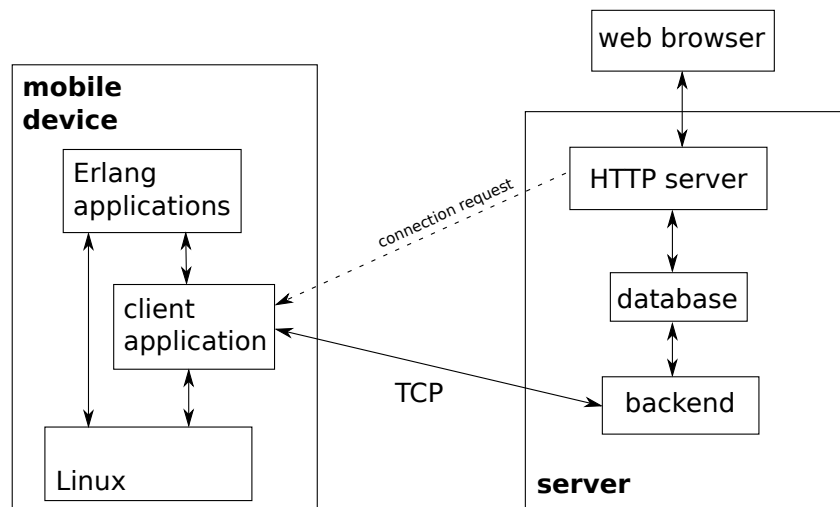 web browser
mobile
device
Erlang
applications
HTTP server
connection request
client
application
database
TCP
backend
Linux
server